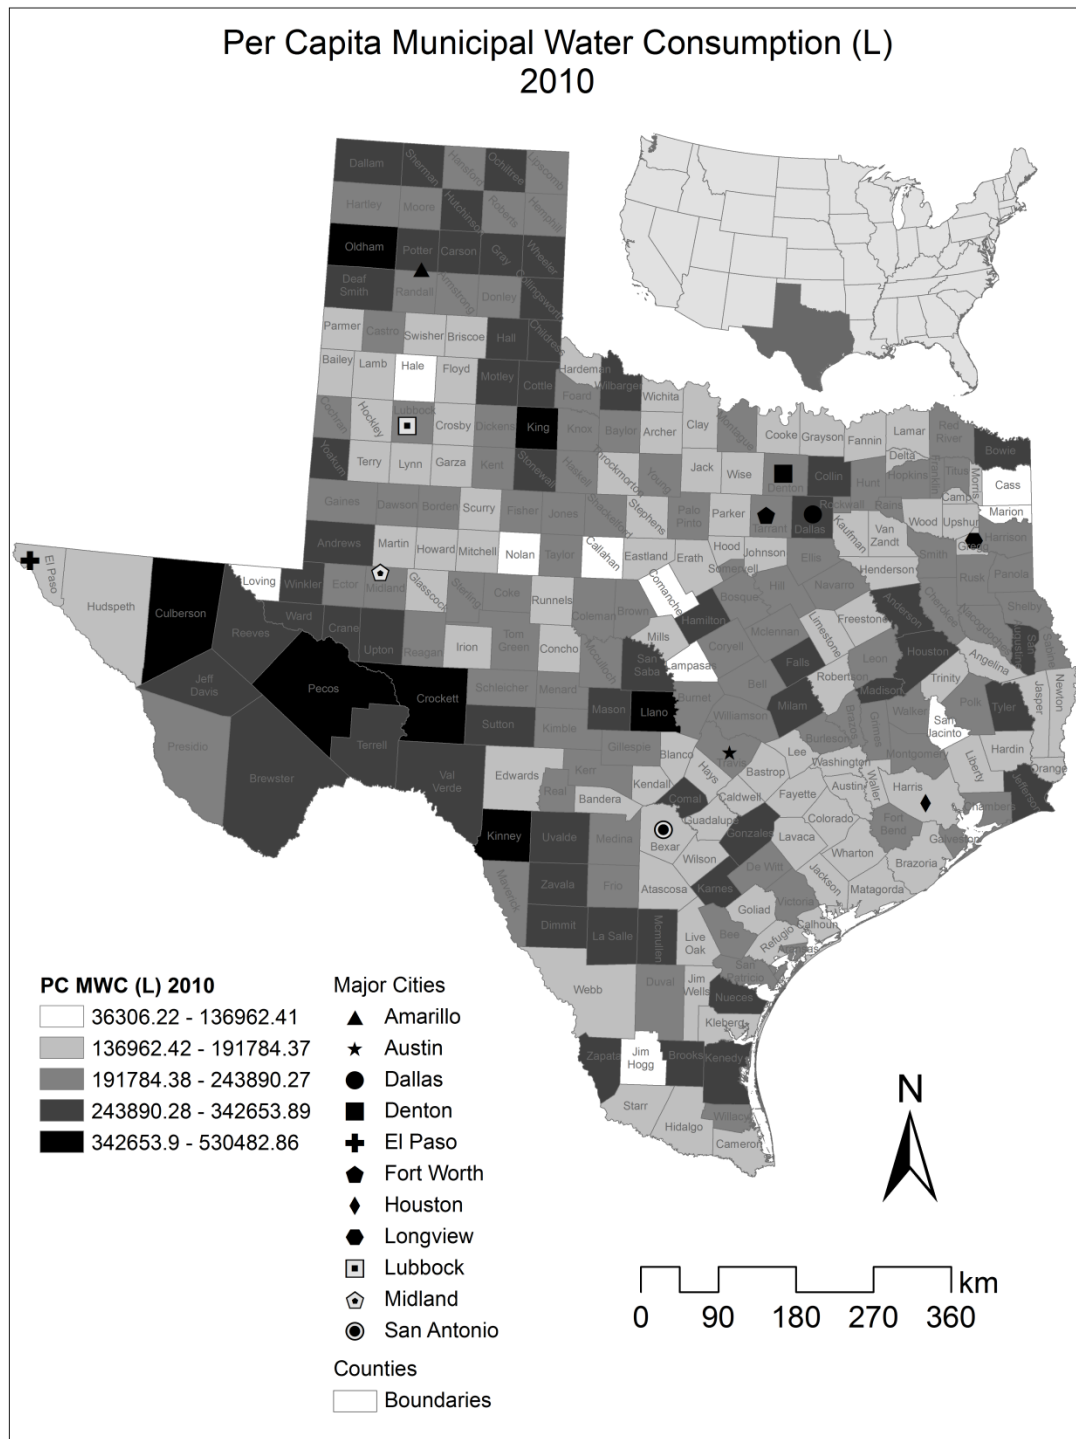 Per Capita Municipal Water Consumption (L)
2010
Dallam Sherman Hansford Ochiltree Lipscomb
Hartley Moore Hutchinson Roberts Hemphill
Oldham Potter Carson Gray Wheeler
Deaf
Smith Randall Armstrong Donley Collingsworth
Parmer Castro Swisher Briscoe Hall Childress
Bailey Lamb Hale Floyd Motley Cottle Hardeman Foard Wilbarger Wichita
Cochran Hockley Lubbock Crosby Dickens King Knox Baylor Archer Clay Montague Cooke Grayson Fannin Lamar Red
River Bowie
Delta Franklin Titus Morris Cass
Yoakum Terry Lynn Garza Kent Stonewall Haskell Throckmorton Young Jack Wise Denton Collin Hunt Hopkins Camp Marion
Gaines Dawson Borden Scurry Fisher Jones Shackelford Stephens Palo
Pinto Parker Tarrant Dallas Rockwall Rains Kaufman Van
Zandt Wood Upshur Gregg Harrison
Andrews Martin Howard Mitchell Nolan Taylor Callahan Eastland Erath Hood Somervell Johnson Ellis Henderson Smith Rusk Panola
El Paso Hudspeth Culberson Loving Winkler Ector Midland Glasscock Sterling Coke Runnels Coleman Brown Comanche Bosque Hill Navarro Anderson Cherokee Nacogdoches Shelby
Reeves Ward Crane Upton Reagan Irion Tom
Green Concho Mcculloch San
Saba Mills Hamilton Coryell Mclennan Limestone Freestone Leon Houston Angelina San
Augustine Sabine
Jeff
Davis Pecos Crockett Schleicher Menard Mason Llano Lampasas Burnet Bell Falls Robertson Milam Madison Trinity Polk Tyler Jasper Newton
Presidio Brewster Terrell Sutton Kimble Gillespie Williamson Burleson Brazos Grimes Walker San
Jacinto Hardin
Val
Verde Edwards Real Kerr Kendall Blanco Hays Travis Bastrop Lee Washington Waller Montgomery Liberty Orange Jefferson
Kinney Uvalde Bandera Medina Bexar Comal Guadalupe Caldwell Fayette Austin Colorado Harris Fort
Bend Chambers Galveston
Maverick Zavala Frio Atascosa Wilson Gonzales Lavaca Wharton Brazoria
Dimmit La Salle Mcmullen Live
Oak Karnes De Witt Jackson Matagorda
Bee Goliad Victoria Calhoun Refugio Aransas
Webb Duval Jim
Wells San
Patricio Nueces Kleberg
Zapata Jim
Hogg Brooks Kenedy
Starr Hidalgo Willacy
Cameron
PC MWC (L) 2010
36306.22 - 136962.41
136962.42 - 191784.37
191784.38 - 243890.27
243890.28 - 342653.89
342653.9 - 530482.86
Major Cities
Amarillo
Austin
Dallas
Denton
El Paso
Fort Worth
Houston
Longview
Lubbock
Midland
San Antonio
Counties
Boundaries
N
km
0 90 180 270 360